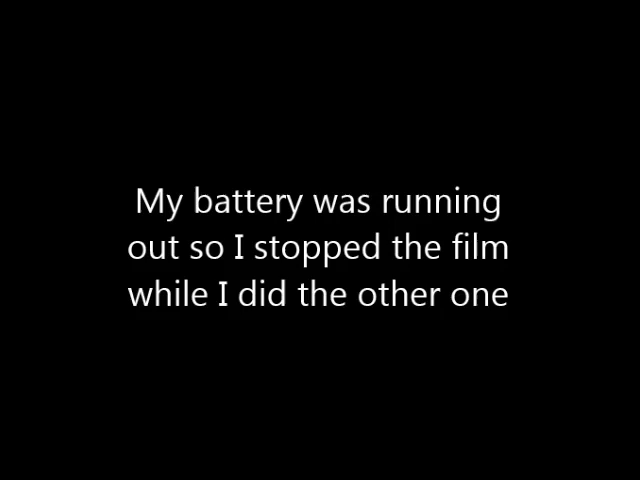 My battery was running
out so I stopped the film
while I did the other one